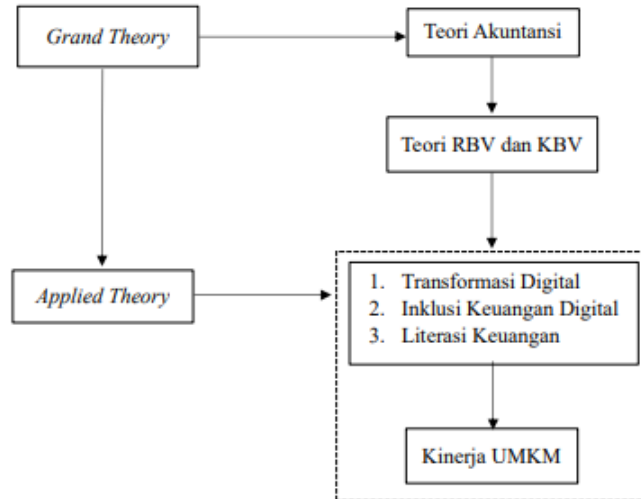 Grand Theory
Teori Akuntansi
Teori RBV dan KBV
Applied Theory
1. Transformasi Digital
2. Inklusi Keuangan Digital
3. Literasi Keuangan
Kinerja UMKM